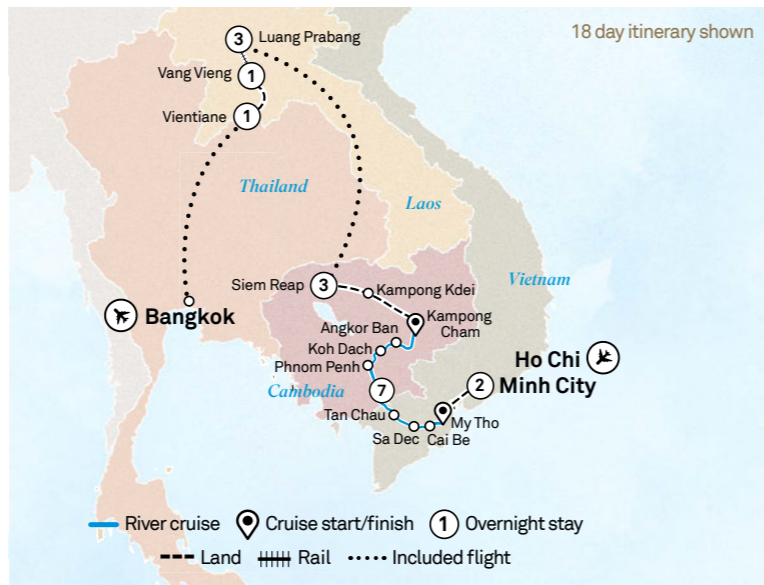 18 day itinerary shown
3 Luang Prabang
Vang Vieng 1
Vientiane 1
Thailand
Laos
Vietnam
Siem Reap 3
Kampong Kdei
Bangkok
Kampong
Cham
Angkor Ban
Koh Dach
Phnom Penh
Ho Chi
Minh City
2
Cambodia
7
Tan Chau
My Tho
Sa Dec
Cai Be
River cruise
Cruise start/finish
1 Overnight stay
Land
Rail
Included flight